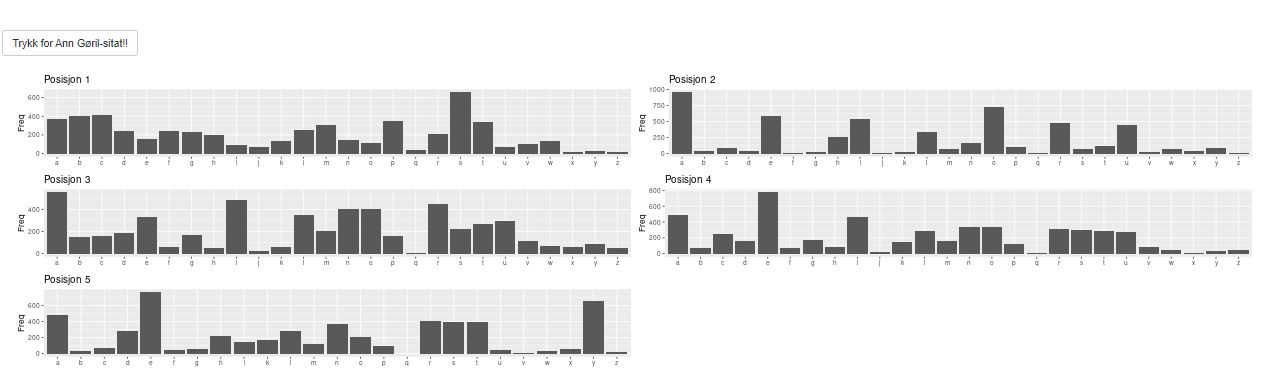 Trykk for Ann Gøril-sitat!!
Posisjon 1
Freq
600
400
200
0
a b c d e f g h i j k l m n o p q r s t u v w x y z
Posisjon 2
Freq
1000
750
500
250
0
a b c d e f g h i j k l m n o p q r s t u v w x y z
Posisjon 3
Freq
400
200
0
a b c d e f g h i j k l m n o p q r s t u v w x y z
Posisjon 4
Freq
800
600
400
200
0
a b c d e f g h i j k l m n o p q r s t u v w x y z
Posisjon 5
Freq
600
400
200
0
a b c d e f g h i j k l m n o p q r s t u v w x y z